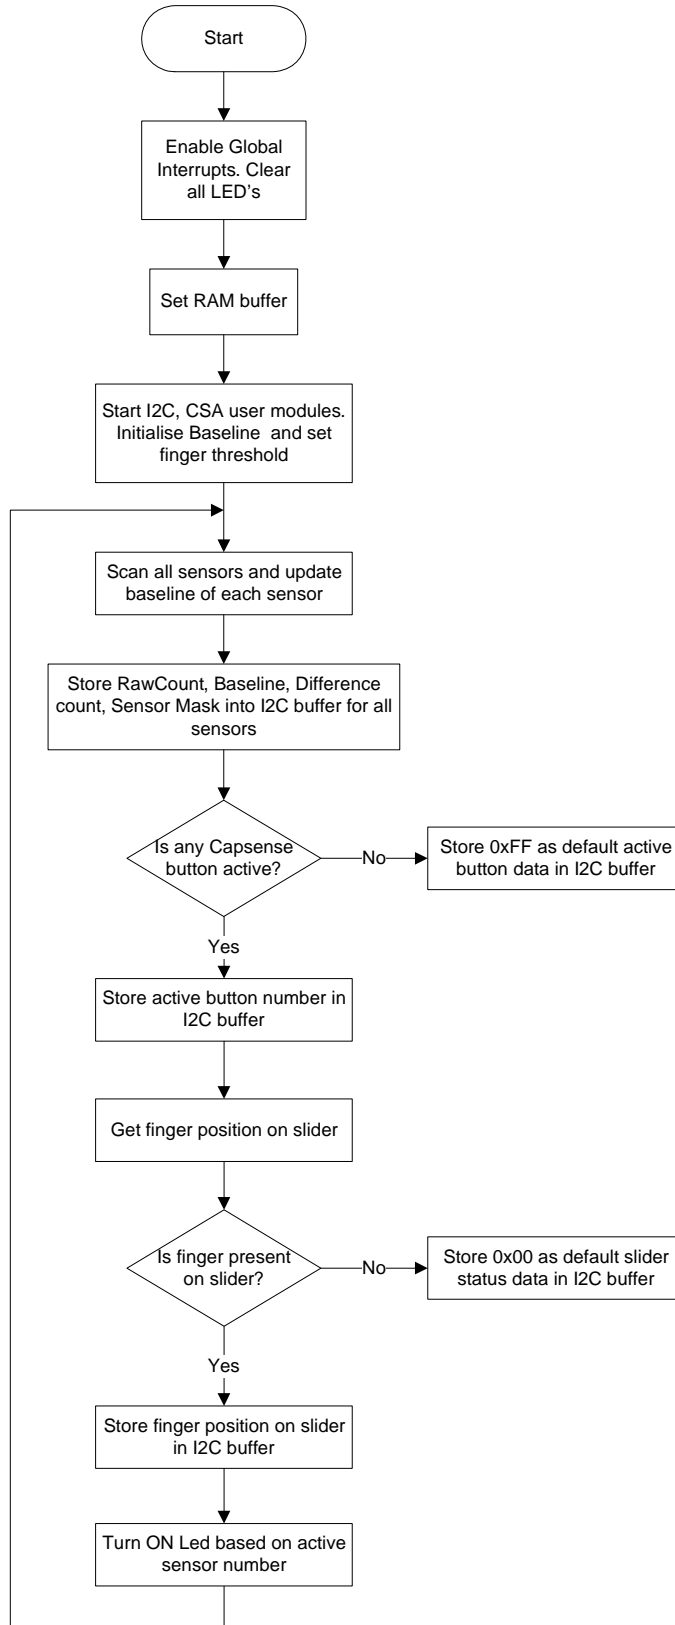 Start
Enable Global
Interrupts. Clear
all LED's
Set RAM buffer
Start I2C, CSA user modules.
Initialise Baseline  and set
finger threshold
Scan all sensors and update
baseline of each sensor
Store RawCount, Baseline, Difference
count, Sensor Mask into I2C buffer for all
sensors
Is any Capsense
button active?
No
Store 0xFF as default active
button data in I2C buffer
Yes
Store active button number in
I2C buffer
Get finger position on slider
Is finger present
on slider?
No
Store 0x00 as default slider
status data in I2C buffer
Yes
Store finger position on slider
in I2C buffer
Turn ON Led based on active
sensor number